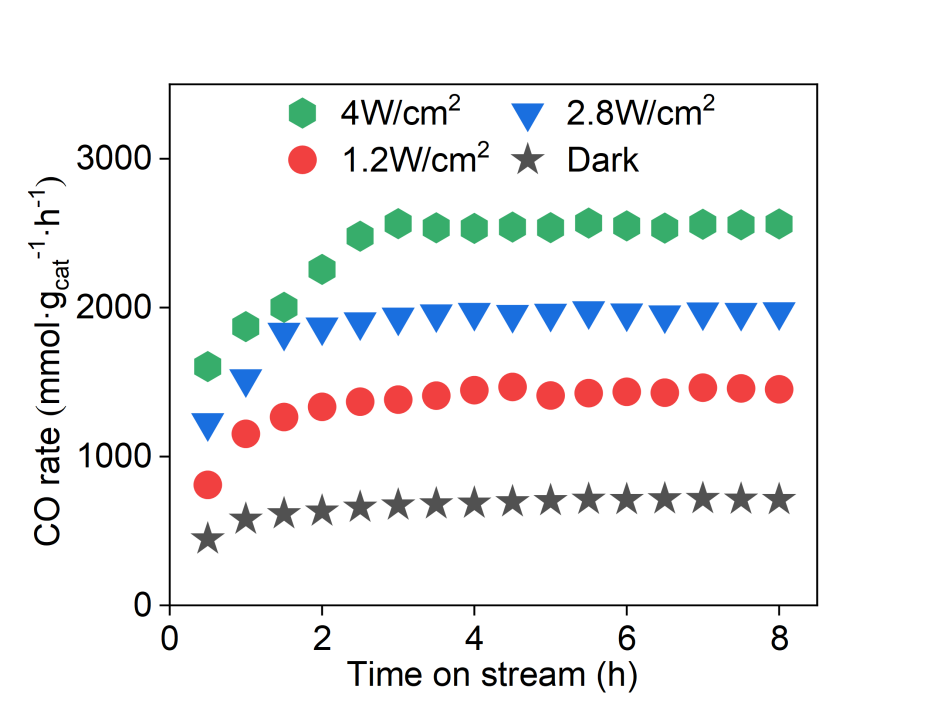 4W/cm² 2.8W/cm²
1.2W/cm² Dark
3000
2000
1000
0
0 2 4 6 8
Time on stream (h)
CO rate (mmol·g_cat⁻¹·h⁻¹)